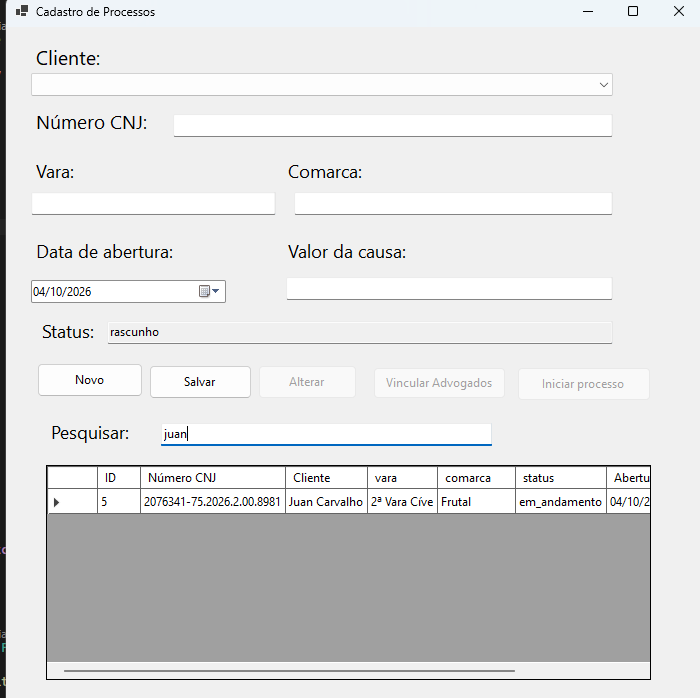 Cadastro de Processos
Cliente:
Número CNJ:
Vara: Comarca:
Data de abertura: Valor da causa:
04/10/2026
Status: rascunho
Novo Salvar Alterar Vincular Advogados Iniciar processo
Pesquisar: juan
ID Número CNJ Cliente vara comarca status Abertu
5 2076341-75.2026.2.00.8981 Juan Carvalho 2ª Vara Cíve Frutal em_andamento 04/10/2